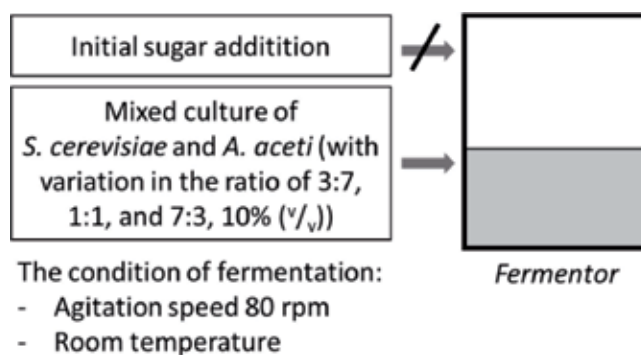 Initial sugar additition
Mixed culture of
S. cerevisiae and A. aceti (with
variation in the ratio of 3:7,
1:1, and 7:3, 10% (v/v))
The condition of fermentation:
- Agitation speed 80 rpm
- Room temperature
Fermentor